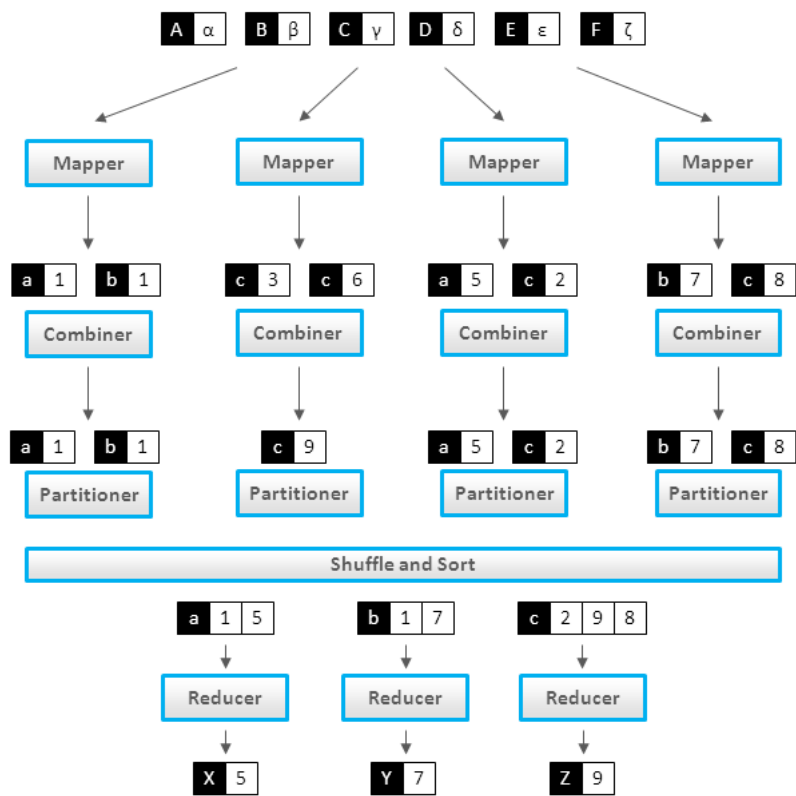 A α B β C γ D δ E ε F ζ
Mapper Mapper Mapper Mapper
a 1 b 1 c 3 c 6 a 5 c 2 b 7 c 8
Combiner Combiner Combiner Combiner
a 1 b 1 c 9 a 5 c 2 b 7 c 8
Partitioner Partitioner Partitioner Partitioner
Shuffle and Sort
a 1 5 b 1 7 c 2 9 8
Reducer Reducer Reducer
X 5 Y 7 Z 9